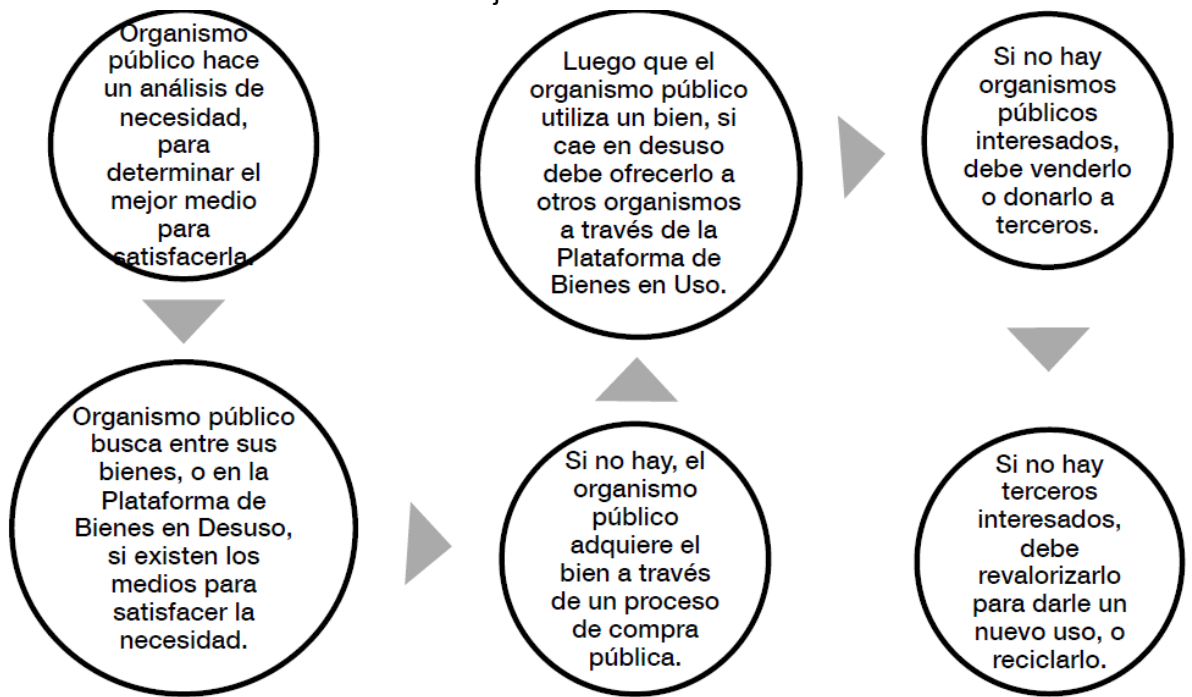 Organismo
público hace
un análisis de
necesidad,
para
determinar el
mejor medio
para
satisfacerla.
Organismo público
busca entre sus
bienes, o en la
Plataforma de
Bienes en Desuso,
si existen los
medios para
satisfacer la
necesidad.
Si no hay, el
organismo
público
adquiere el
bien a través
de un proceso
de compra
pública.
Luego que el
organismo público
utiliza un bien, si
cae en desuso
debe ofrecerlo a
otros organismos
a través de la
Plataforma de
Bienes en Uso.
Si no hay
organismos
públicos
interesados,
debe venderlo
o donarlo a
terceros.
Si no hay
terceros
interesados,
debe
revalorizarlo
para darle un
nuevo uso, o
reciclarlo.